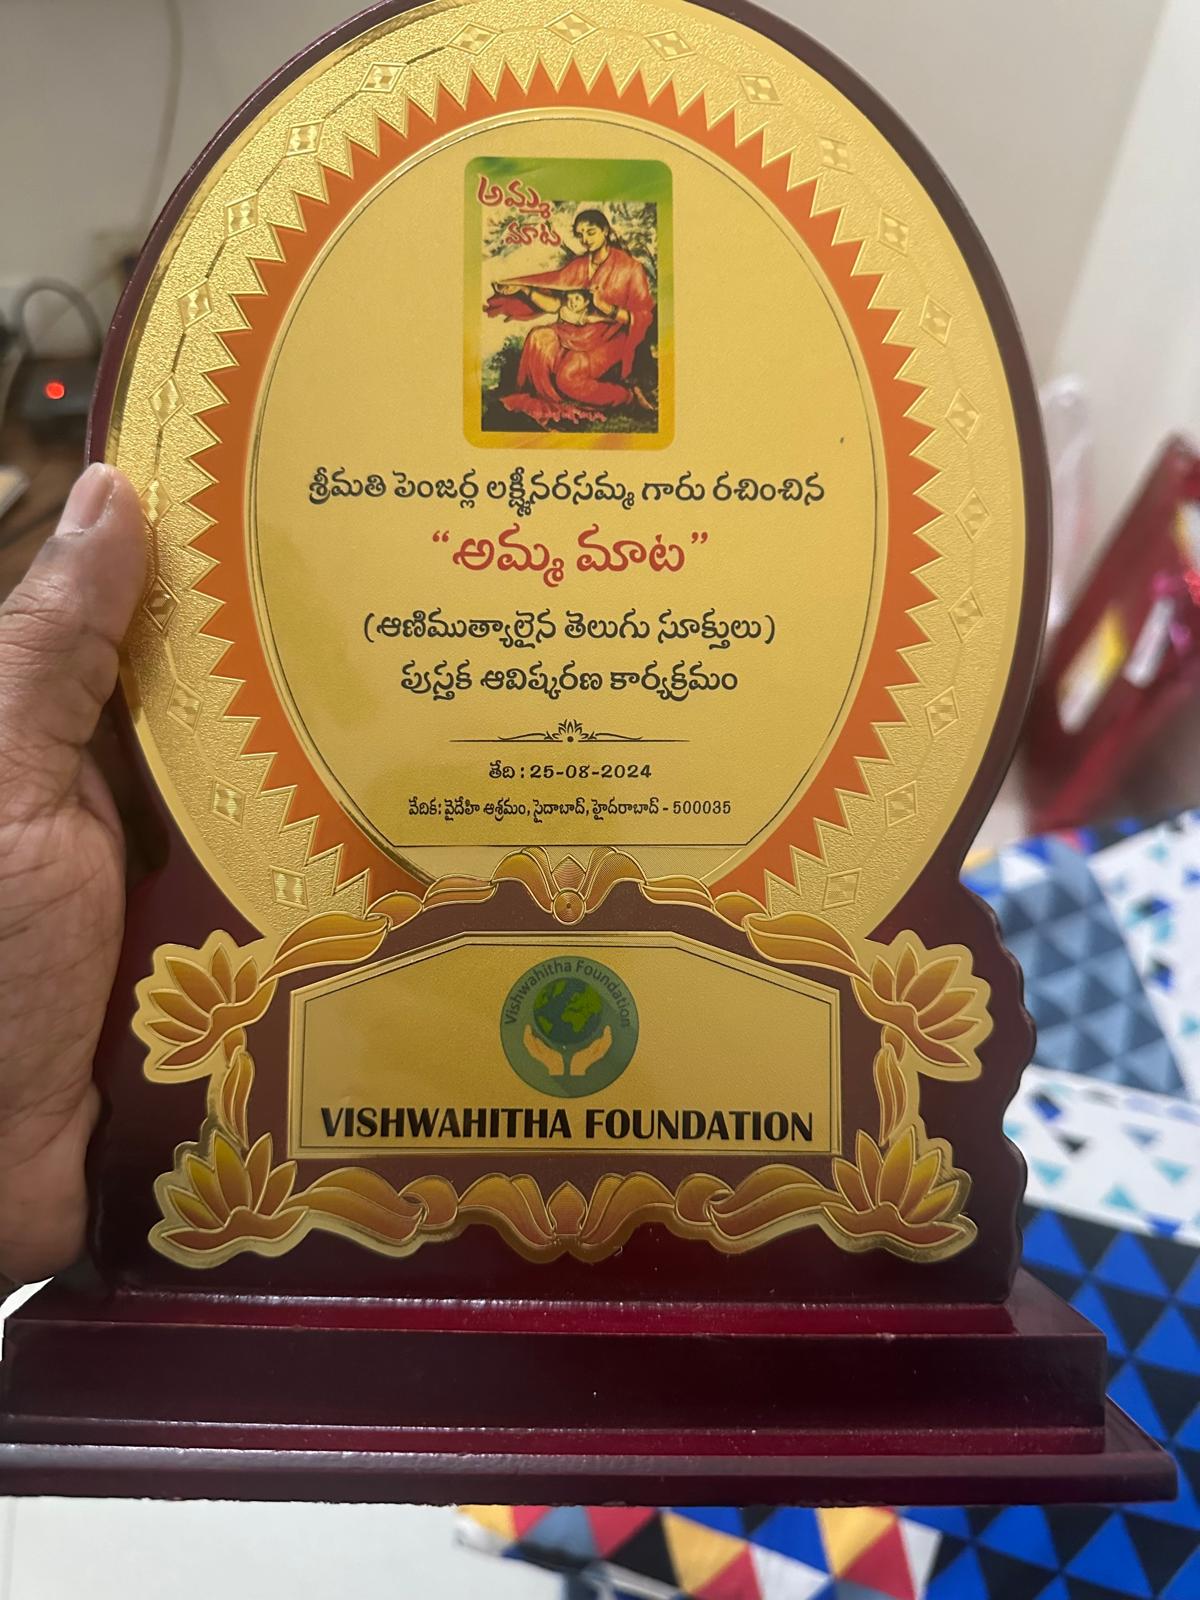 అమ్మ
మాట
శ్రీమతి పెంజర్ల లక్ష్మీనరసమ్మ గారు రచించిన
“అమ్మ మాట”
(ఆణిముత్యాలైన తెలుగు సూక్తులు)
పుస్తక ఆవిష్కరణ కార్యక్రమం
తేది : 25-08-2024
వేదిక: వైదేహి ఆశ్రమం, సైదాబాద్, హైదరాబాద్ - 500035
Vishwahitha Foundation
VISHWAHITHA FOUNDATION